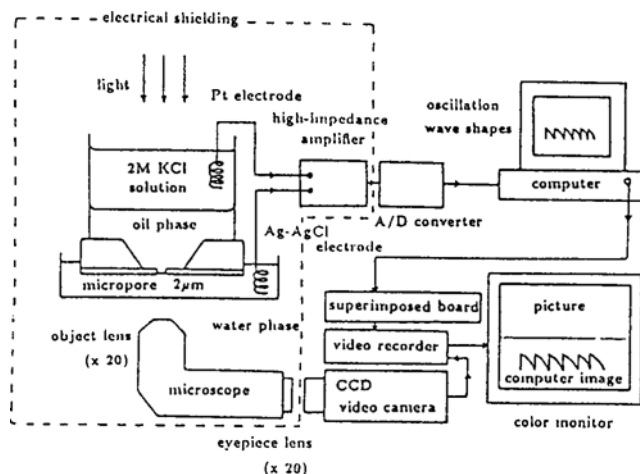 electrical shielding
light
Pt electrode
high-impedance
amplifier
oscillation
wave shapes
2M KCl
solution
computer
oil phase
A/D converter
Ag-AgCl
electrode
micropore 2μm
superimposed board
picture
water phase
object lens
(x 20)
video recorder
microscope
CCD
video camera
computer image
color monitor
eyepiece lens
(x 20)